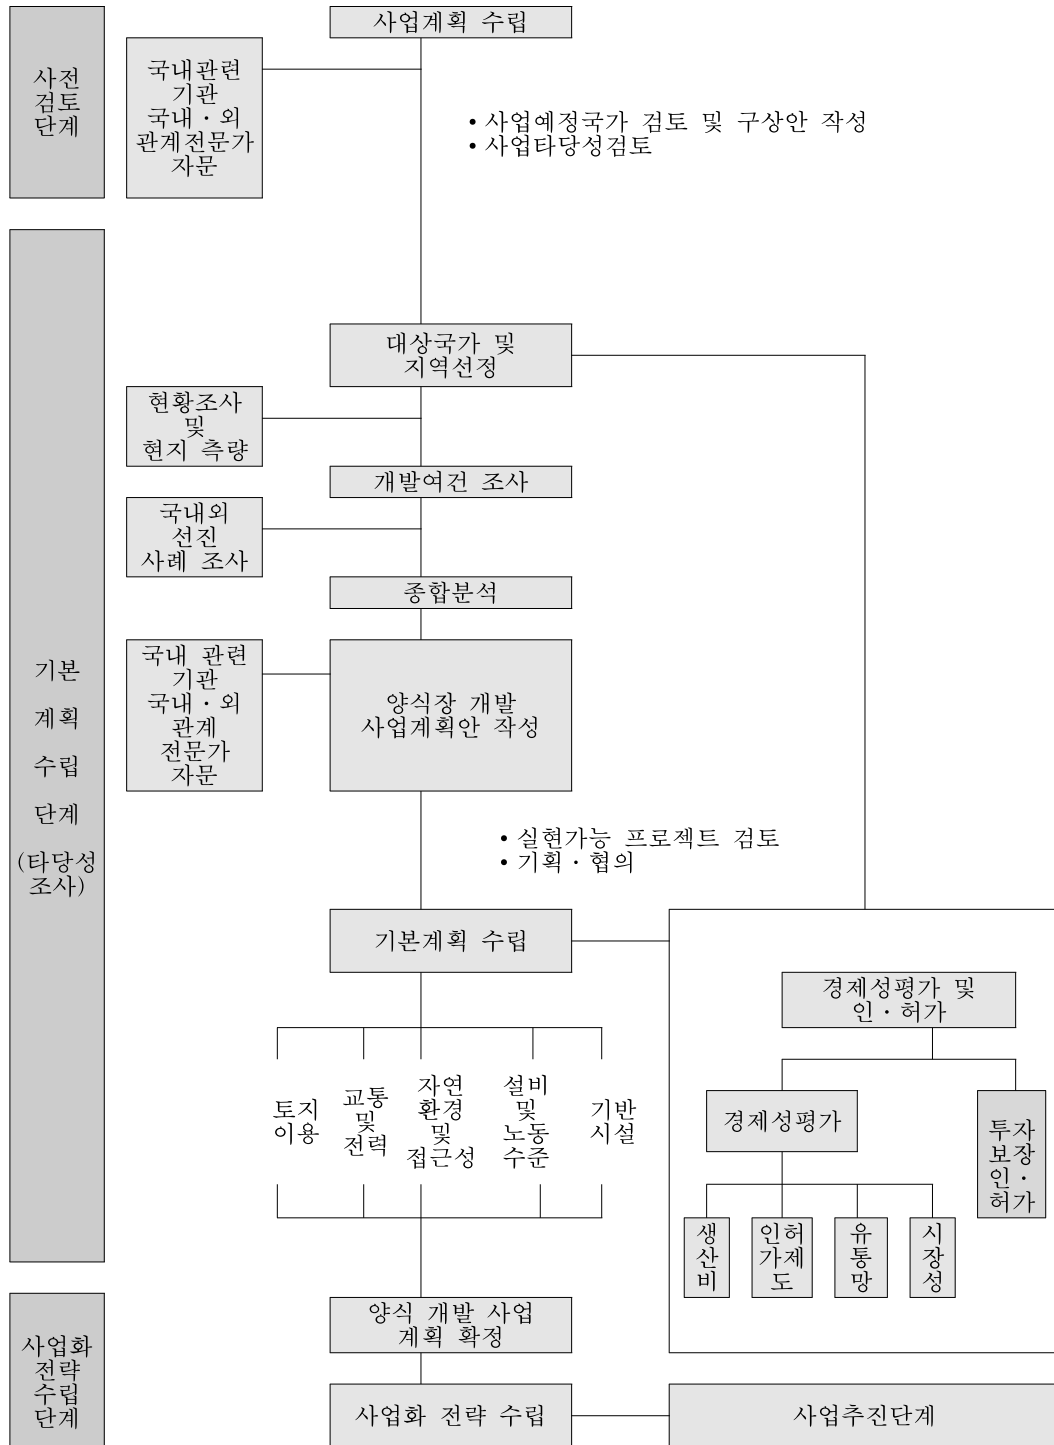 사전
검토
단계
사업계획 수립
국내관련
기관
국내 · 외
관계전문가
자문
• 사업예정국가 검토 및 구상안 작성
• 사업타당성검토
기본
계획
수립
단계
(타당성
조사)
대상국가 및
지역선정
현황조사
및
현지 측량
개발여건 조사
국내외
선진
사례 조사
종합분석
국내 관련
기관
국내 · 외
관계
전문가
자문
양식장 개발
사업계획안 작성
• 실현가능 프로젝트 검토
• 기획 · 협의
기본계획 수립
토지
이용
교통
및
전력
자연
환경
및
접근성
설비
및
노동
수준
기반
시설
경제성평가 및
인 · 허가
경제성평가
투자
보장
인 ·
허가
생
산
비
인허
가제
도
유
통
망
시
장
성
사업화
전략
수립
단계
양식 개발 사업
계획 확정
사업화 전략 수립
사업추진단계